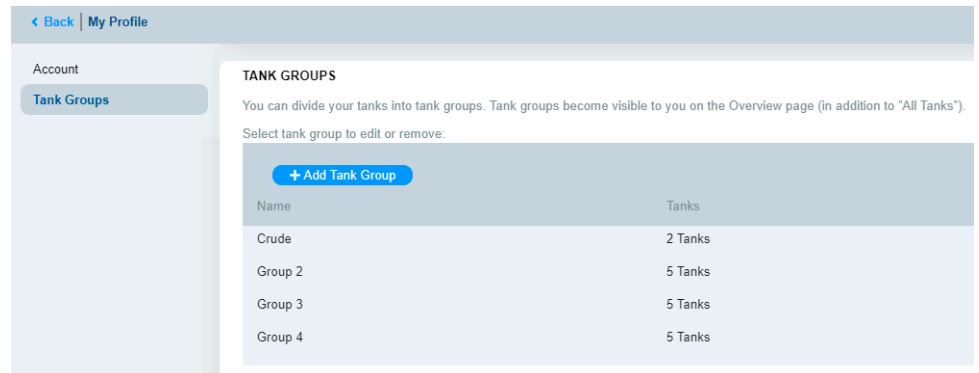 Back | My Profile
Account
Tank Groups
TANK GROUPS
You can divide your tanks into tank groups. Tank groups become visible to you on the Overview page (in addition to "All Tanks").
Select tank group to edit or remove:
+ Add Tank Group
Name Tanks
Crude 2 Tanks
Group 2 5 Tanks
Group 3 5 Tanks
Group 4 5 Tanks